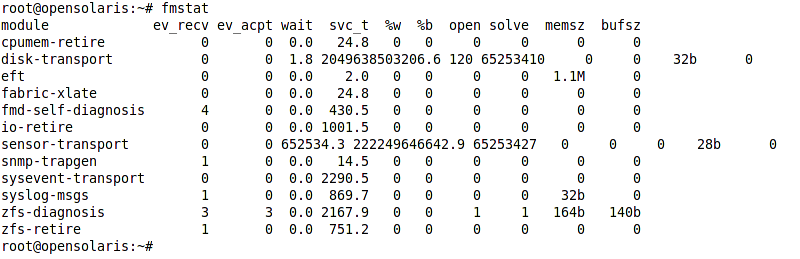 root@opensolaris:~# fmstat
module             ev_recv ev_acpt wait  svc_t  %w  %b  open solve  memsz  bufsz
cpumem-retire            0       0  0.0   24.8   0   0     0     0      0      0
disk-transport           0       0  1.8 2049638503206.6 120 65253410     0     0    32b      0
eft                      0       0  0.0    2.0   0   0     0     0   1.1M      0
fabric-xlate             0       0  0.0   24.8   0   0     0     0      0      0
fmd-self-diagnosis       4       0  0.0  430.5   0   0     0     0      0      0
io-retire                0       0  0.0 1001.5   0   0     0     0      0      0
sensor-transport         0       0 652534.3 222249646642.9 65253427   0     0     0    28b      0
snmp-trapgen             1       0  0.0   14.5   0   0     0     0      0      0
sysevent-transport       0       0  0.0 2290.5   0   0     0     0      0      0
syslog-msgs              1       0  0.0  869.7   0   0     0     0    32b      0
zfs-diagnosis            3       3  0.0 2167.9   0   0     1     1   164b   140b
zfs-retire               1       0  0.0  751.2   0   0     0     0      0      0
root@opensolaris:~#